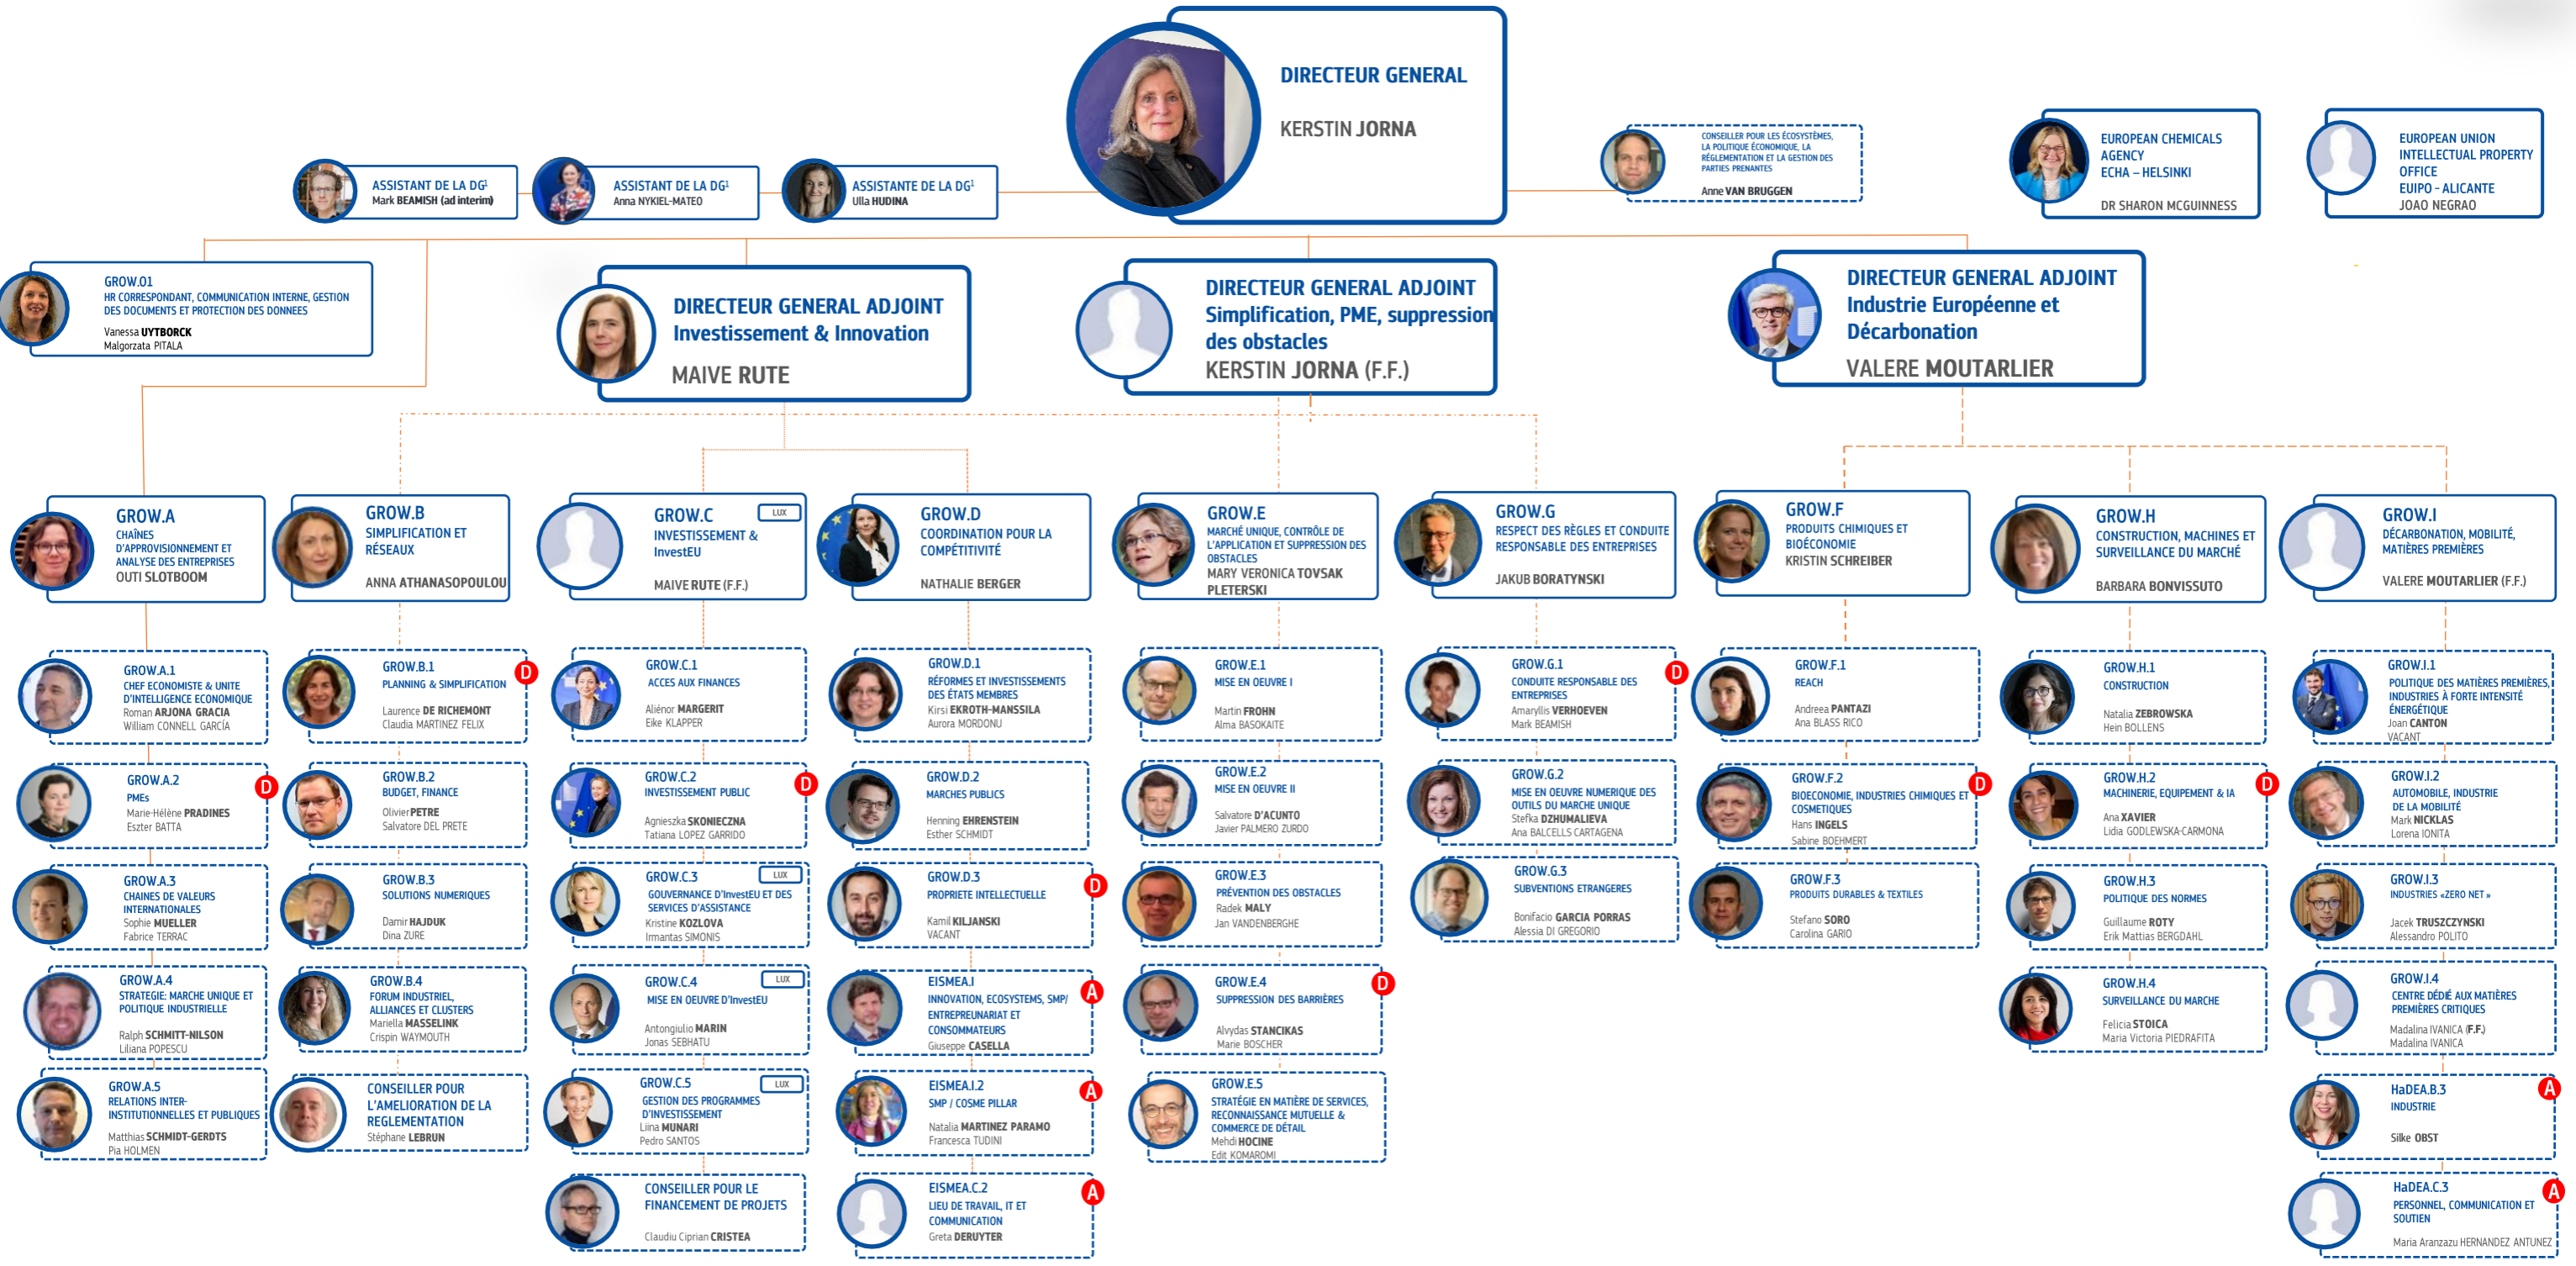 DIRECTEUR GENERAL
KERSTIN JORNA
CONSEILLER POUR LES ÉCOSYSTÈMES,
LA POLITIQUE ÉCONOMIQUE, LA
RÉGLEMENTATION ET LA GESTION DES
PARTIES PRENANTES
Anne VAN BRUGGEN
EUROPEAN CHEMICALS
AGENCY
ECHA – HELSINKI
DR SHARON MCGUINNESS
EUROPEAN UNION
INTELLECTUAL PROPERTY
OFFICE
EUIPO - ALICANTE
JOAO NEGRAO
ASSISTANT DE LA DG¹
Mark BEAMISH (ad interim)
ASSISTANT DE LA DG¹
Anna NYKIEL-MATEO
ASSISTANTE DE LA DG¹
Ulla HUDINA
GROW.O1
HR CORRESPONDANT, COMMUNICATION INTERNE, GESTION
DES DOCUMENTS ET PROTECTION DES DONNEES
Vanessa UYTBORCK
Malgorzata PITALA
DIRECTEUR GENERAL ADJOINT
Investissement & Innovation
MAIVE RUTE
DIRECTEUR GENERAL ADJOINT
Simplification, PME, suppression
des obstacles
KERSTIN JORNA (F.F.)
DIRECTEUR GENERAL ADJOINT
Industrie Européenne et
Décarbonation
VALERE MOUTARLIER
GROW.A
CHAÎNES
D'APPROVISIONNEMENT ET
ANALYSE DES ENTREPRISES
OUTI SLOTBOOM
GROW.A.1
CHEF ECONOMISTE & UNITE
D'INTELLIGENCE ECONOMIQUE
Roman ARJONA GRACIA
William CONNELL GARCÍA
GROW.A.2
D
PMEs
Marie-Hélène PRADINES
Eszter BATTA
GROW.A.3
CHAINES DE VALEURS
INTERNATIONALES
Sophie MUELLER
Fabrice TERRAC
GROW.A.4
STRATEGIE: MARCHE UNIQUE ET
POLITIQUE INDUSTRIELLE
Ralph SCHMITT-NILSON
Liliana POPESCU
GROW.A.5
RELATIONS INTER-
INSTITUTIONNELLES ET PUBLIQUES
Matthias SCHMIDT-GERDTS
Pia HOLMEN
GROW.B
SIMPLIFICATION ET
RÉSEAUX
ANNA ATHANASOPOULOU
GROW.B.1
D
PLANNING & SIMPLIFICATION
Laurence DE RICHEMONT
Claudia MARTINEZ FELIX
GROW.B.2
BUDGET, FINANCE
Olivier PETRE
Salvatore DEL PRETE
GROW.B.3
SOLUTIONS NUMERIQUES
Damir HAJDUK
Dina ZURE
GROW.B.4
FORUM INDUSTRIEL,
ALLIANCES ET CLUSTERS
Mariella MASSELINK
Crispin WAYMOUTH
CONSEILLER POUR
L'AMELIORATION DE LA
REGLEMENTATION
Stéphane LEBRUN
GROW.C
LUX
INVESTISSEMENT &
InvestEU
MAIVE RUTE (F.F.)
GROW.C.1
ACCES AUX FINANCES
Aliénor MARGERIT
Eike KLAPPER
GROW.C.2
D
INVESTISSEMENT PUBLIC
Agnieszka SKONIECZNA
Tatiana LOPEZ GARRIDO
GROW.C.3
LUX
GOUVERNANCE D'InvestEU ET DES
SERVICES D'ASSISTANCE
Kristine KOZLOVA
Irmantas SIMONIS
GROW.C.4
LUX
MISE EN OEUVRE D'InvestEU
Antongiulio MARIN
Jonas SEBHATU
GROW.C.5
LUX
GESTION DES PROGRAMMES
D'INVESTISSEMENT
Liina MUNARI
Pedro SANTOS
CONSEILLER POUR LE
FINANCEMENT DE PROJETS
Claudiu Ciprian CRISTEA
GROW.D
COORDINATION POUR LA
COMPÉTITIVITÉ
NATHALIE BERGER
GROW.D.1
RÉFORMES ET INVESTISSEMENTS
DES ÉTATS MEMBRES
Kirsi EKROTH-MANSSILA
Aurora MORDONU
GROW.D.2
MARCHES PUBLICS
Henning EHRENSTEIN
Esther SCHMIDT
GROW.D.3
D
PROPRIETE INTELLECTUELLE
Kamil KILJANSKI
VACANT
EISMEA.I
A
INNOVATION, ECOSYSTEMS, SMP/
ENTREPREUNARIAT ET
CONSOMMATEURS
Giuseppe CASELLA
EISMEA.I.2
A
SMP / COSME PILLAR
Natalia MARTINEZ PARAMO
Francesca TUDINI
EISMEA.C.2
A
LIEU DE TRAVAIL, IT ET
COMMUNICATION
Greta DERUYTER
GROW.E
MARCHÉ UNIQUE, CONTRÔLE DE
L'APPLICATION ET SUPPRESSION DES
OBSTACLES
MARY VERONICA TOVSAK
PLETERSKI
GROW.E.1
MISE EN OEUVRE I
Martin FROHN
Alma BASOKAITE
GROW.E.2
MISE EN OEUVRE II
Salvatore D'ACUNTO
Javier PALMERO ZURDO
GROW.E.3
PRÉVENTION DES OBSTACLES
Radek MALY
Jan VANDENBERGHE
GROW.E.4
D
SUPPRESSION DES BARRIÈRES
Alvydas STANCIKAS
Marie BOSCHER
GROW.E.5
STRATÉGIE EN MATIÈRE DE SERVICES,
RECONNAISSANCE MUTUELLE &
COMMERCE DE DÉTAIL
Mehdi HOCINE
Edit KOMAROMI
GROW.G
RESPECT DES RÈGLES ET CONDUITE
RESPONSABLE DES ENTREPRISES
JAKUB BORATYNSKI
GROW.G.1
D
CONDUITE RESPONSABLE DES
ENTREPRISES
Amaryllis VERHOEVEN
Mark BEAMISH
GROW.G.2
MISE EN OEUVRE NUMERIQUE DES
OUTILS DU MARCHE UNIQUE
Stefka DZHUMALIEVA
Ana BALCELLS CARTAGENA
GROW.G.3
SUBVENTIONS ETRANGERES
Bonifacio GARCIA PORRAS
Alessia DI GREGORIO
GROW.F
PRODUITS CHIMIQUES ET
BIOÉCONOMIE
KRISTIN SCHREIBER
GROW.F.1
REACH
Andreea PANTAZI
Ana BLASS RICO
GROW.F.2
D
BIOECONOMIE, INDUSTRIES CHIMIQUES ET
COSMETIQUES
Hans INGELS
Sabine BOEHMERT
GROW.F.3
PRODUITS DURABLES & TEXTILES
Stefano SORO
Carolina GARIO
GROW.H
CONSTRUCTION, MACHINES ET
SURVEILLANCE DU MARCHÉ
BARBARA BONVISSUTO
GROW.H.1
CONSTRUCTION
Natalia ZEBROWSKA
Hein BOLLENS
GROW.H.2
D
MACHINERIE, EQUIPEMENT & IA
Ana XAVIER
Lidia GODLEWSKA-CARMONA
GROW.H.3
POLITIQUE DES NORMES
Guillaume ROTY
Erik Mattias BERGDAHL
GROW.H.4
SURVEILLANCE DU MARCHE
Felicia STOICA
Maria Victoria PIEDRAFITA
GROW.I
DÉCARBONATION, MOBILITÉ,
MATIÈRES PREMIÈRES
VALERE MOUTARLIER (F.F.)
GROW.I.1
POLITIQUE DES MATIÈRES PREMIÈRES,
INDUSTRIES À FORTE INTENSITÉ
ÉNERGÉTIQUE
Joan CANTON
VACANT
GROW.I.2
AUTOMOBILE, INDUSTRIE
DE LA MOBILITÉ
Mark NICKLAS
Lorena IONITA
GROW.I.3
INDUSTRIES «ZERO NET »
Jacek TRUSZCZYNSKI
Alessandro POLITO
GROW.I.4
CENTRE DÉDIÉ AUX MATIÈRES
PREMIÈRES CRITIQUES
Madalina IVANICA (F.F.)
Madalina IVANICA
HaDEA.B.3
A
INDUSTRIE
Silke OBST
HaDEA.C.3
A
PERSONNEL, COMMUNICATION ET
SOUTIEN
Maria Aranzazu HERNANDEZ ANTUNEZ